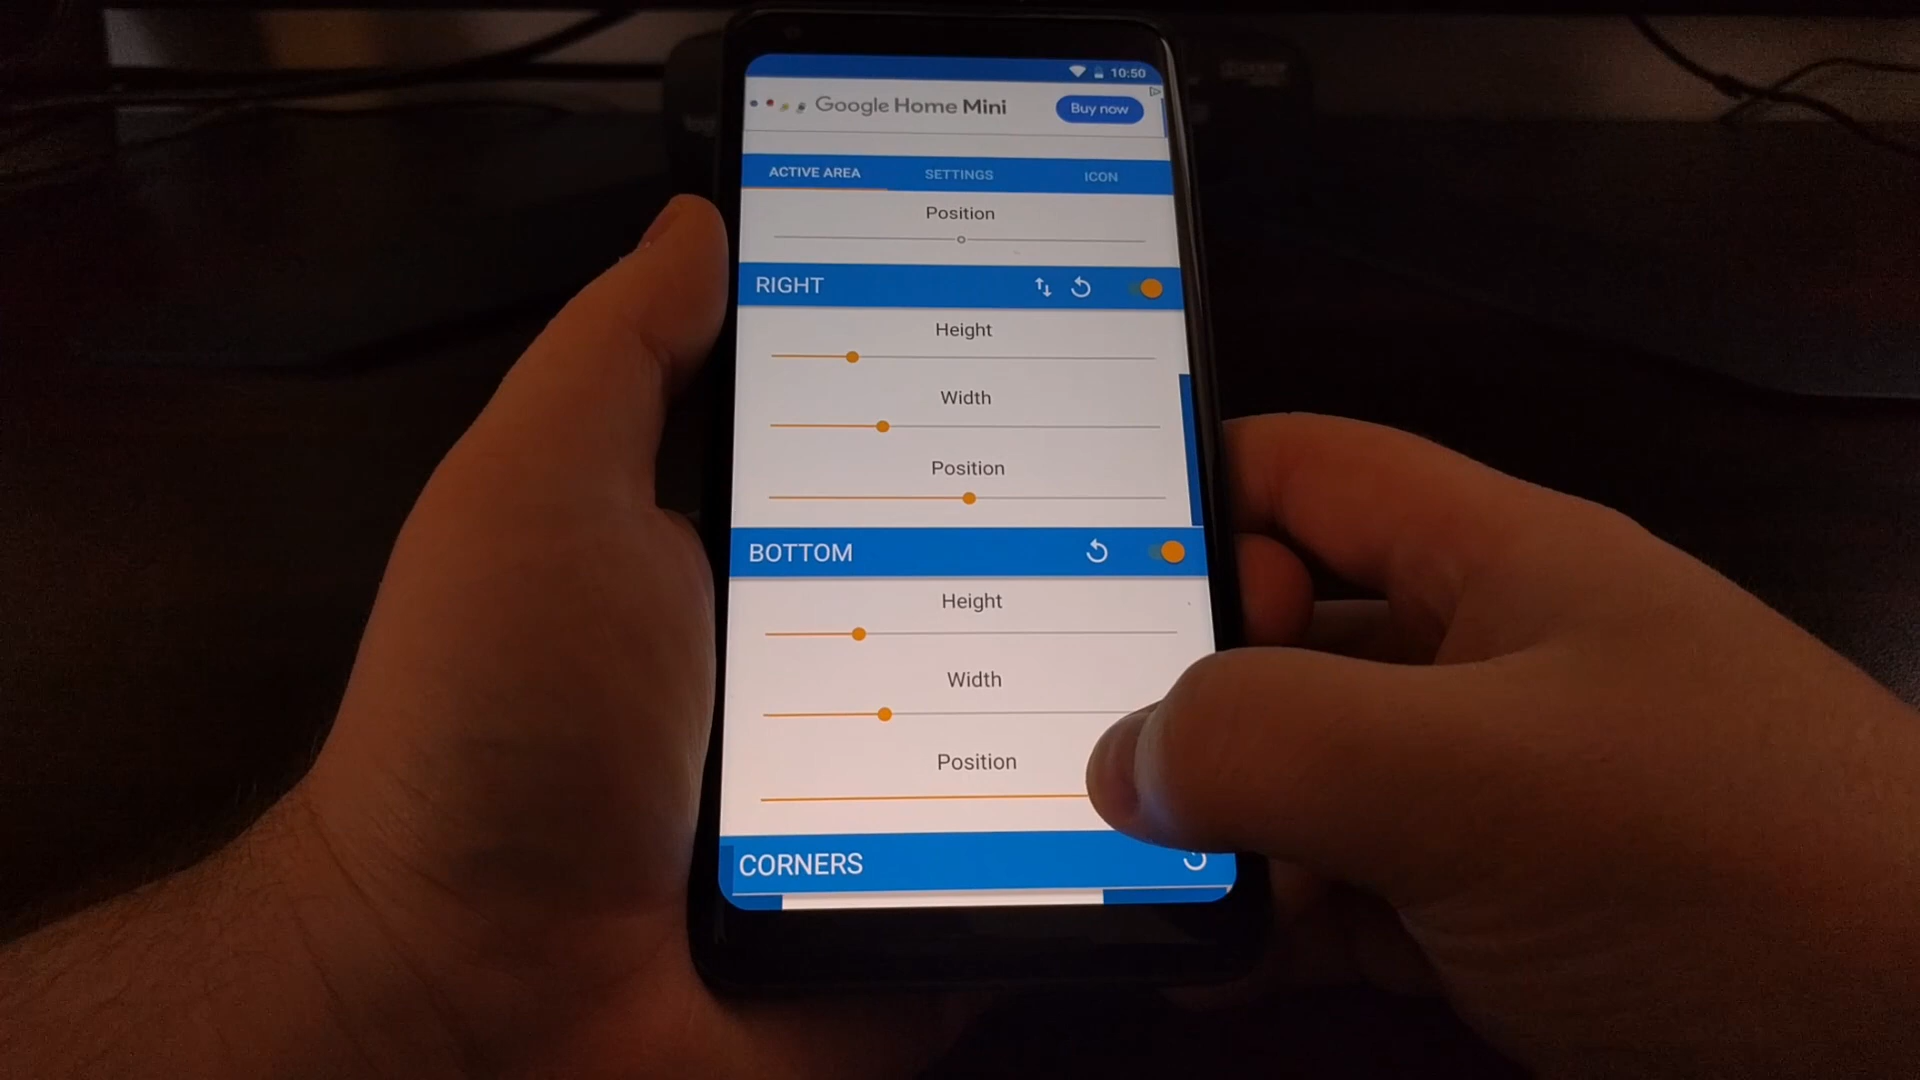 10:50
Google Home Mini
Buy now
ACTIVE AREA SETTINGS ICON
Position
RIGHT
Height
Width
Position
BOTTOM
Height
Width
Position
CORNERS